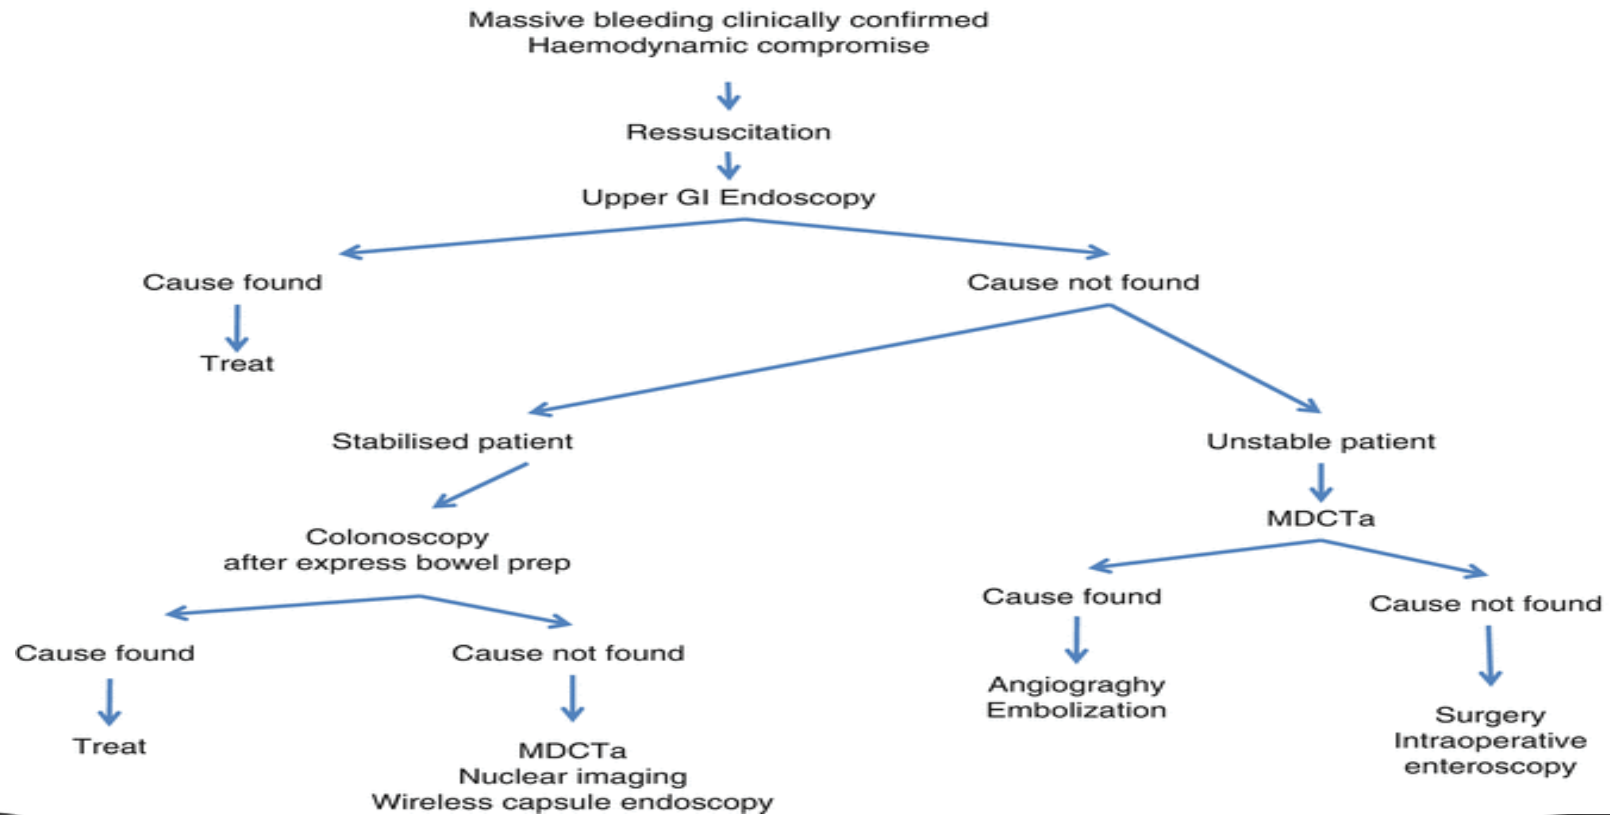 Massive bleeding clinically confirmed
Haemodynamic compromise
Ressuscitation
Upper GI Endoscopy
Cause found
Cause not found
Treat
Stabilised patient
Unstable patient
MDCTa
Colonoscopy
after express bowel prep
Cause found
Cause not found
Cause found
Cause not found
Angiograghy
Embolization
Surgery
Intraoperative
enteroscopy
Treat
MDCTa
Nuclear imaging
Wireless capsule endoscopy